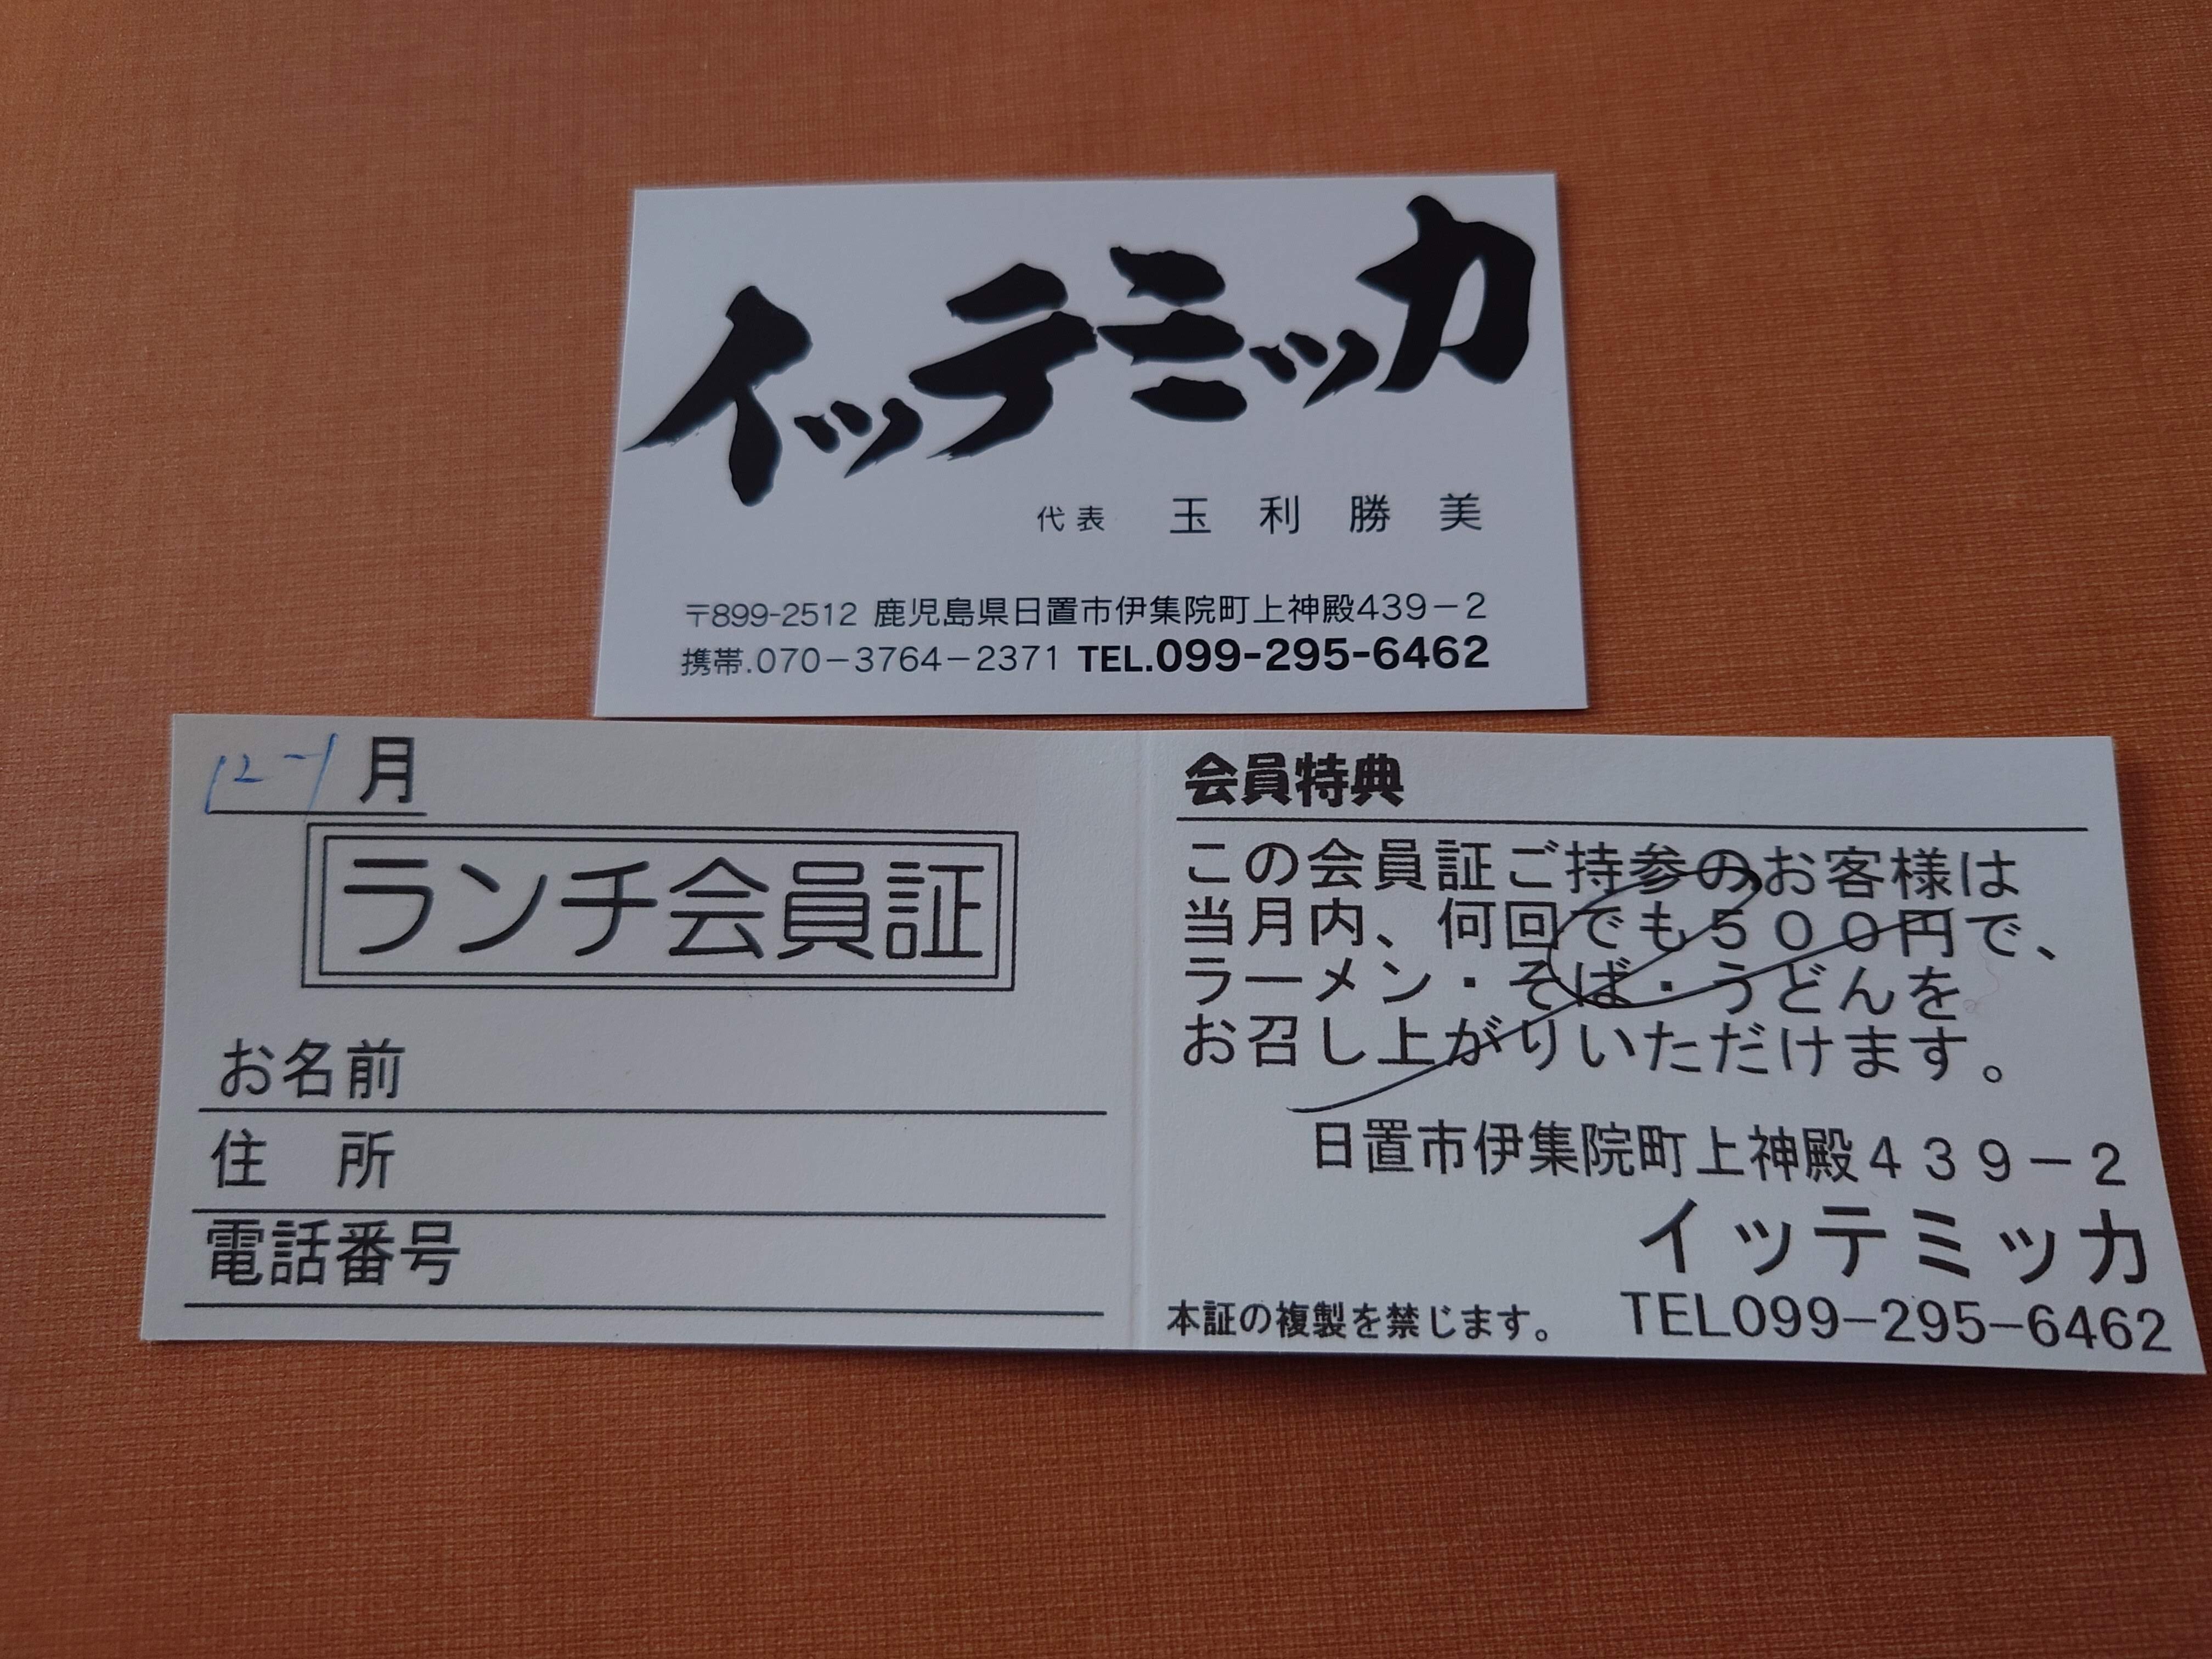 イッテミッカ
代表 玉利勝美
〒899-2512 鹿児島県日置市伊集院町上神殿439－2
携帯.070－3764－2371 TEL.099-295-6462
12-1月
ランチ会員証
お名前
住所
電話番号
会員特典
この会員証ご持参のお客様は
当月内、何回でも５００円で、
ラーメン・そば・うどんを
お召し上がりいただけます。
日置市伊集院町上神殿４３９－２
イッテミッカ
本証の複製を禁じます。 TEL099－295－6462